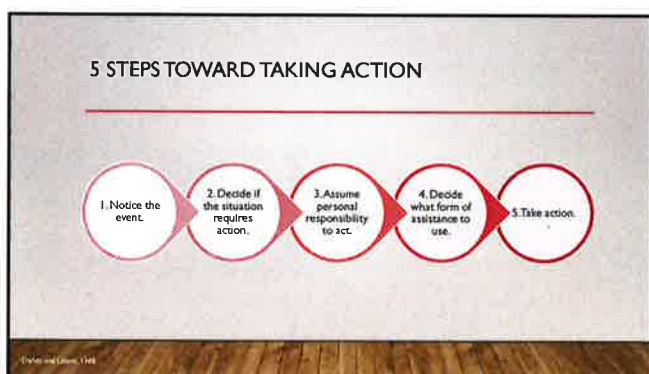 5 STEPS TOWARD TAKING ACTION
1. Notice the
event.
2. Decide if
the situation
requires
action.
3. Assume
personal
responsibility
to act.
4. Decide
what form of
assistance to
use.
5. Take action.